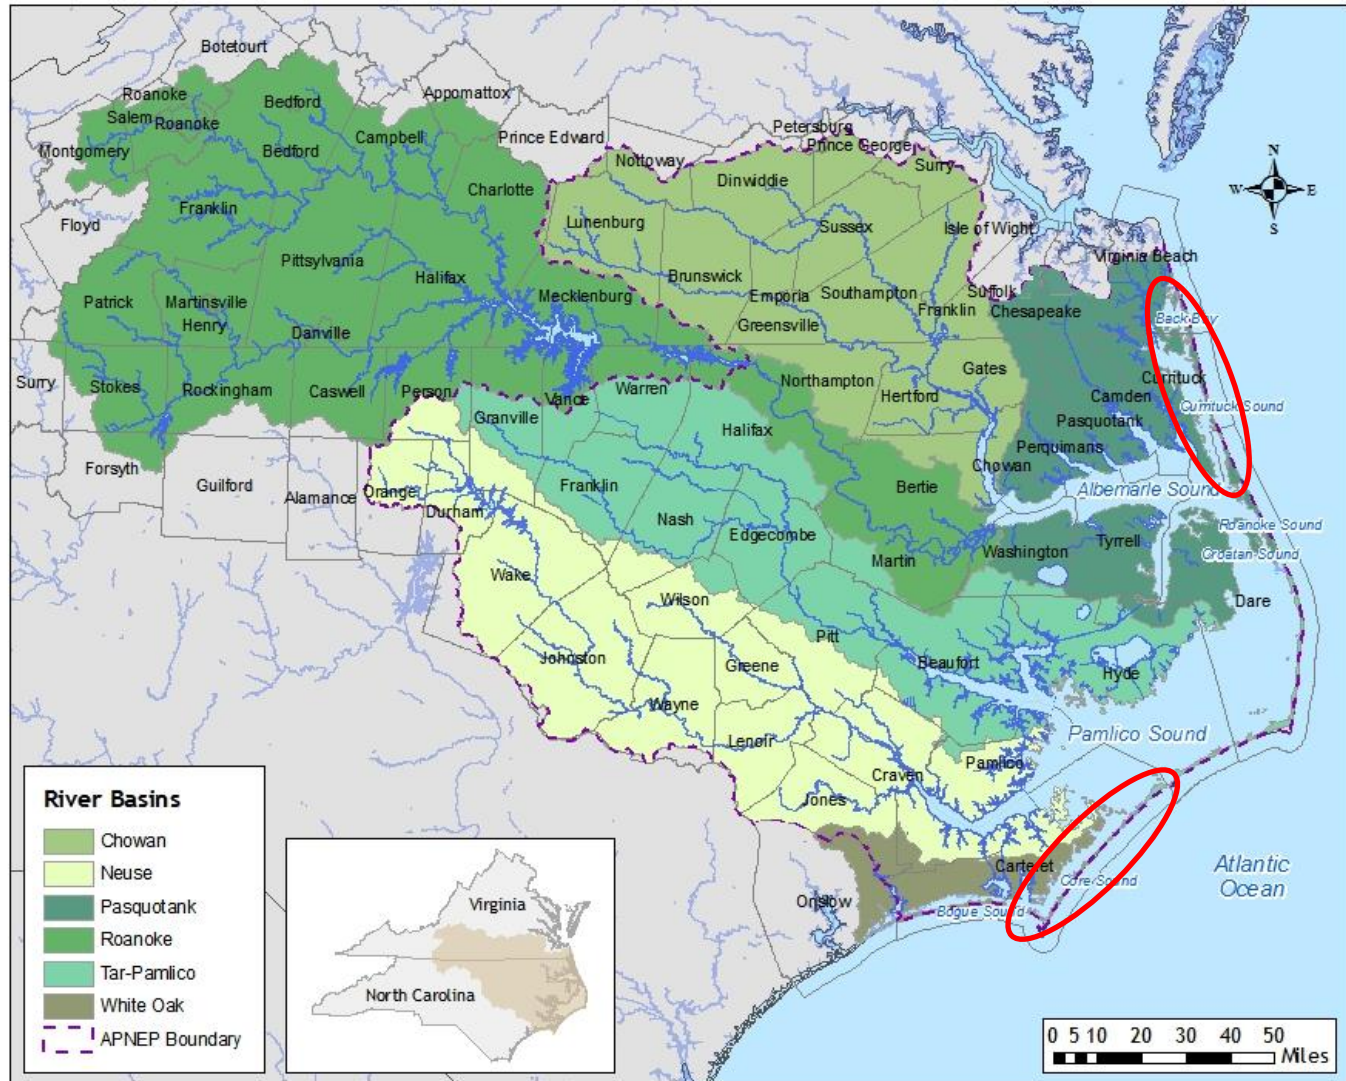 Botetourt
Roanoke
Bedford
Appomattox
Salem
Roanoke
Campbell
Prince Edward
Petersburg
Prince George
Montgomery
Bedford
Nottoway
Dinwiddie
Surry
N
W
E
S
Charlotte
Floyd
Franklin
Lunenburg
Sussex
Isle of Wight
Virginia Beach
Pittsylvania
Halifax
Brunswick
Southampton
Suffolk
Patrick
Martinsville
Henry
Mecklenburg
Emporia
Greensville
Franklin
Chesapeake
Back Bay
Danville
Surry
Stokes
Rockingham
Caswell
Person
Vance
Warren
Northampton
Hertford
Gates
Camden
Currituck
Currituck Sound
Granville
Halifax
Pasquotank
Perquimans
Forsyth
Guilford
Alamance
Orange
Durham
Franklin
Nash
Bertie
Chowan
Albemarle Sound
Edgecombe
Martin
Washington
Tyrrell
Roanoke Sound
Croatan Sound
Wake
Wilson
Dare
Pitt
Johnston
Greene
Beaufort
Hyde
Wayne
Lenoir
Pamlico Sound
Craven
Pamlico
Jones
Carteret
Core Sound
Atlantic
Ocean
Onslow
Bogue Sound
River Basins
Chowan
Neuse
Pasquotank
Roanoke
Tar-Pamlico
White Oak
APNEP Boundary
Virginia
North Carolina
0 5 10 20 30 40 50
Miles